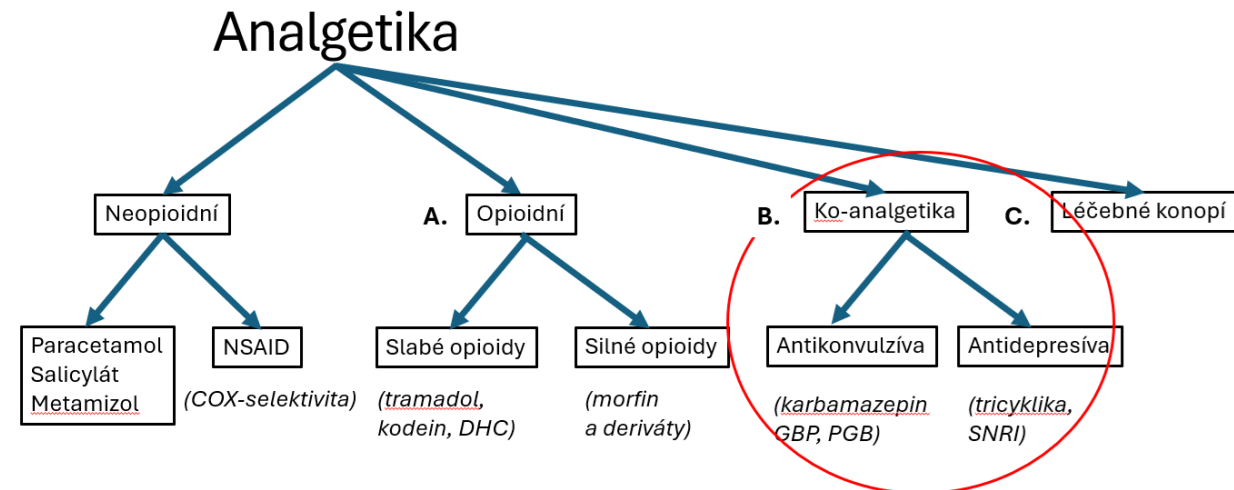 Analgetika
Neopioidní
A.
Opioidní
B.
Ko-analgetika
C.
Léčebné konopí
Paracetamol
Salicylát
Metamizol
NSAID
(COX-selektivita)
Slabé opioidy
(tramadol,
kodein, DHC)
Silné opioidy
(morfin
a deriváty)
Antikonvulzíva
(karbamazepin
GBP, PGB)
Antidepresíva
(tricyklika,
SNRI)